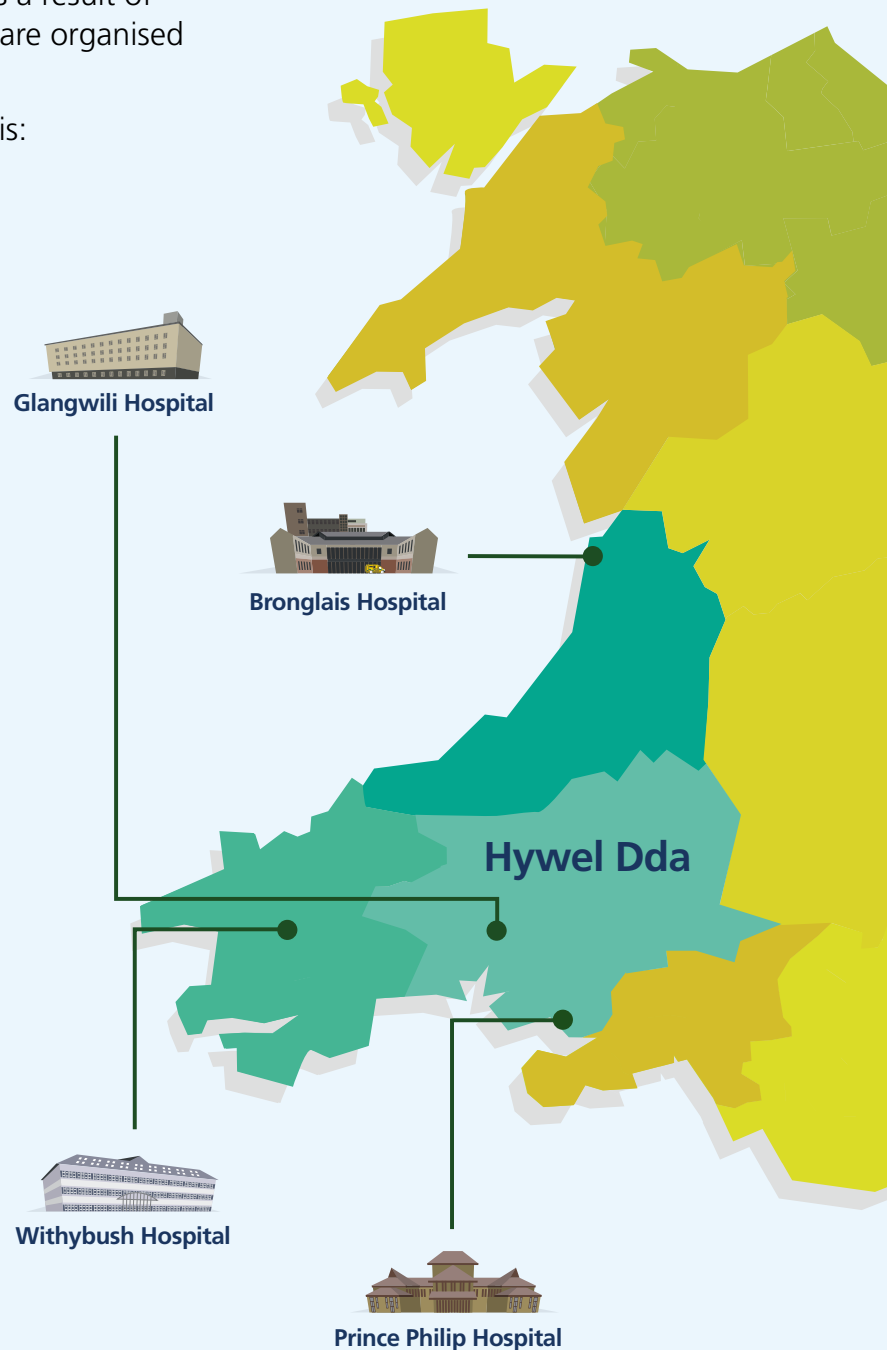 s a result of
are organised
is:
Glangwili Hospital
Bronglais Hospital
Hywel Dda
Withybush Hospital
Prince Philip Hospital